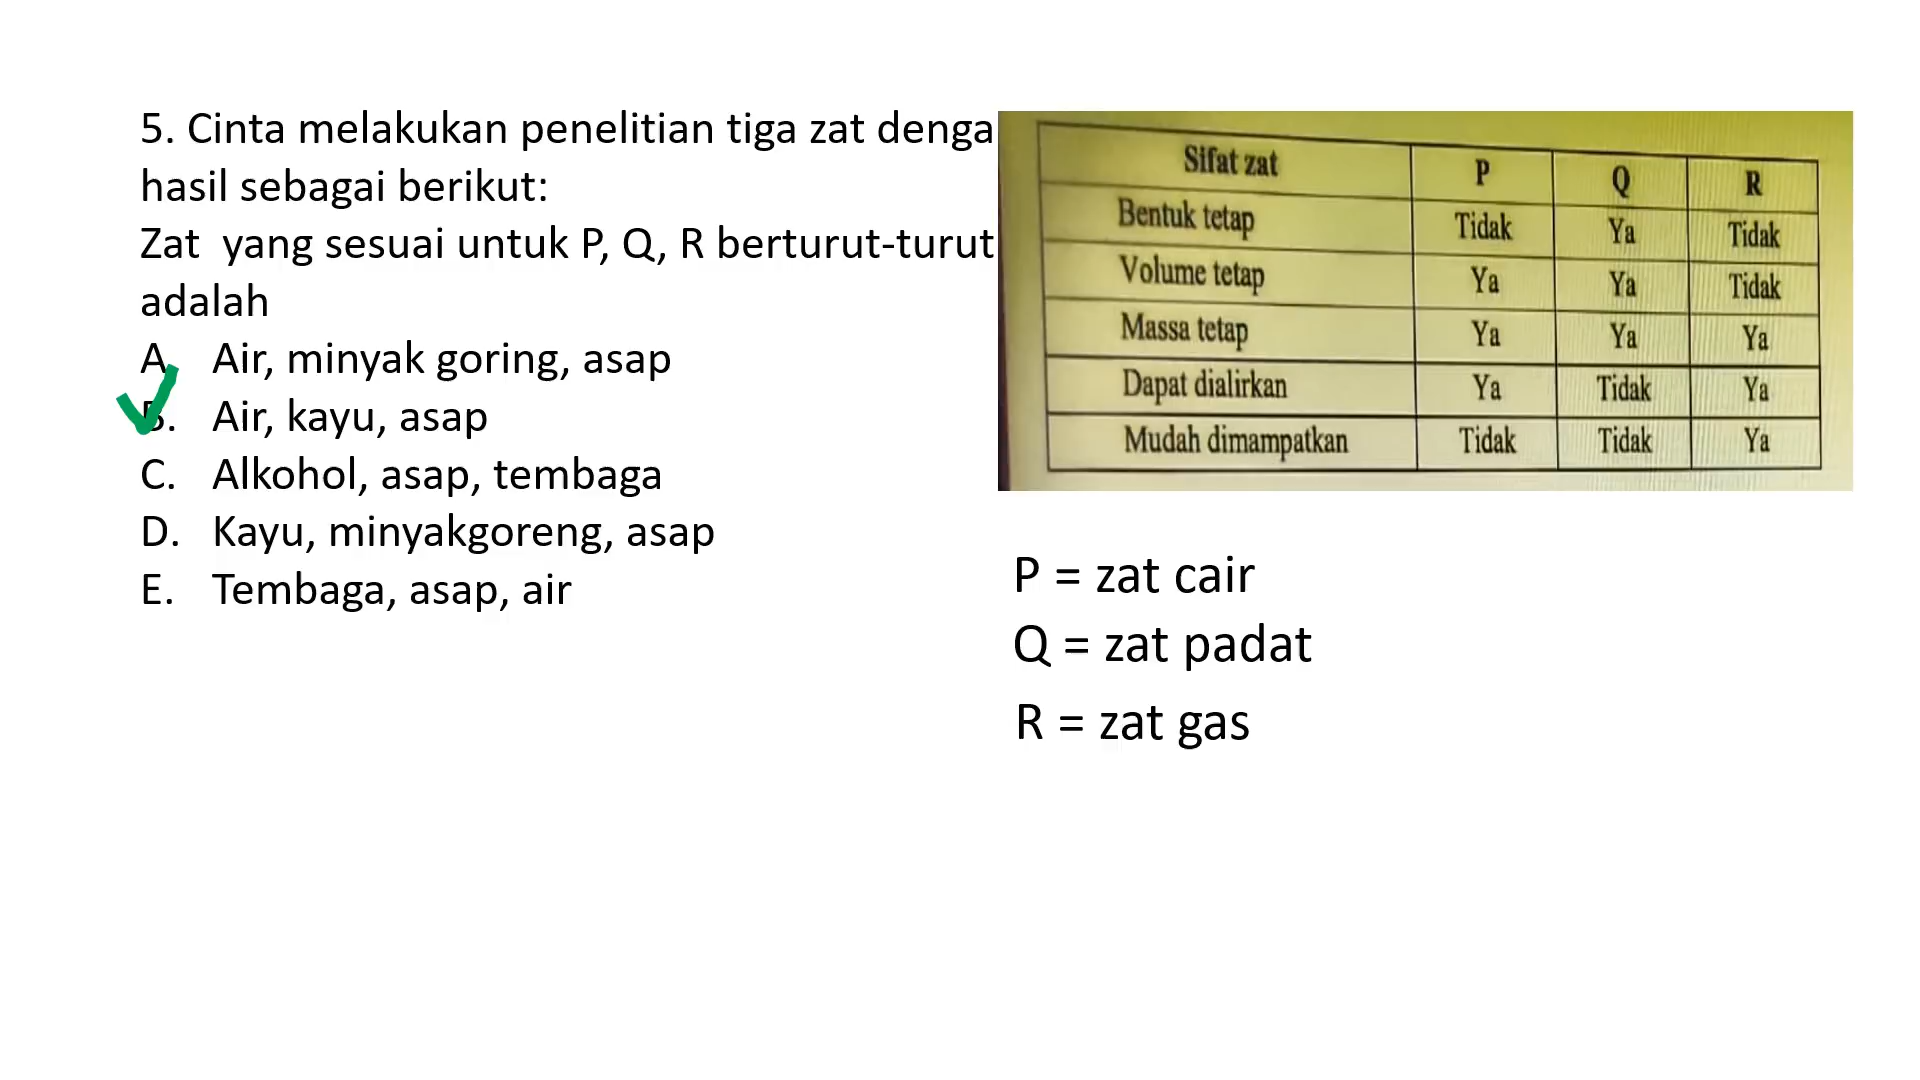 5. Cinta melakukan penelitian tiga zat denga
hasil sebagai berikut:
Zat yang sesuai untuk P, Q, R berturut-turut
adalah
A. Air, minyak goring, asap
B. Air, kayu, asap
C. Alkohol, asap, tembaga
D. Kayu, minyakgoreng, asap
E. Tembaga, asap, air
Sifat zat P Q R
Bentuk tetap Tidak Ya Tidak
Volume tetap Ya Ya Tidak
Massa tetap Ya Ya Ya
Dapat dialirkan Ya Tidak Ya
Mudah dimampatkan Tidak Tidak Ya
P = zat cair
Q = zat padat
R = zat gas